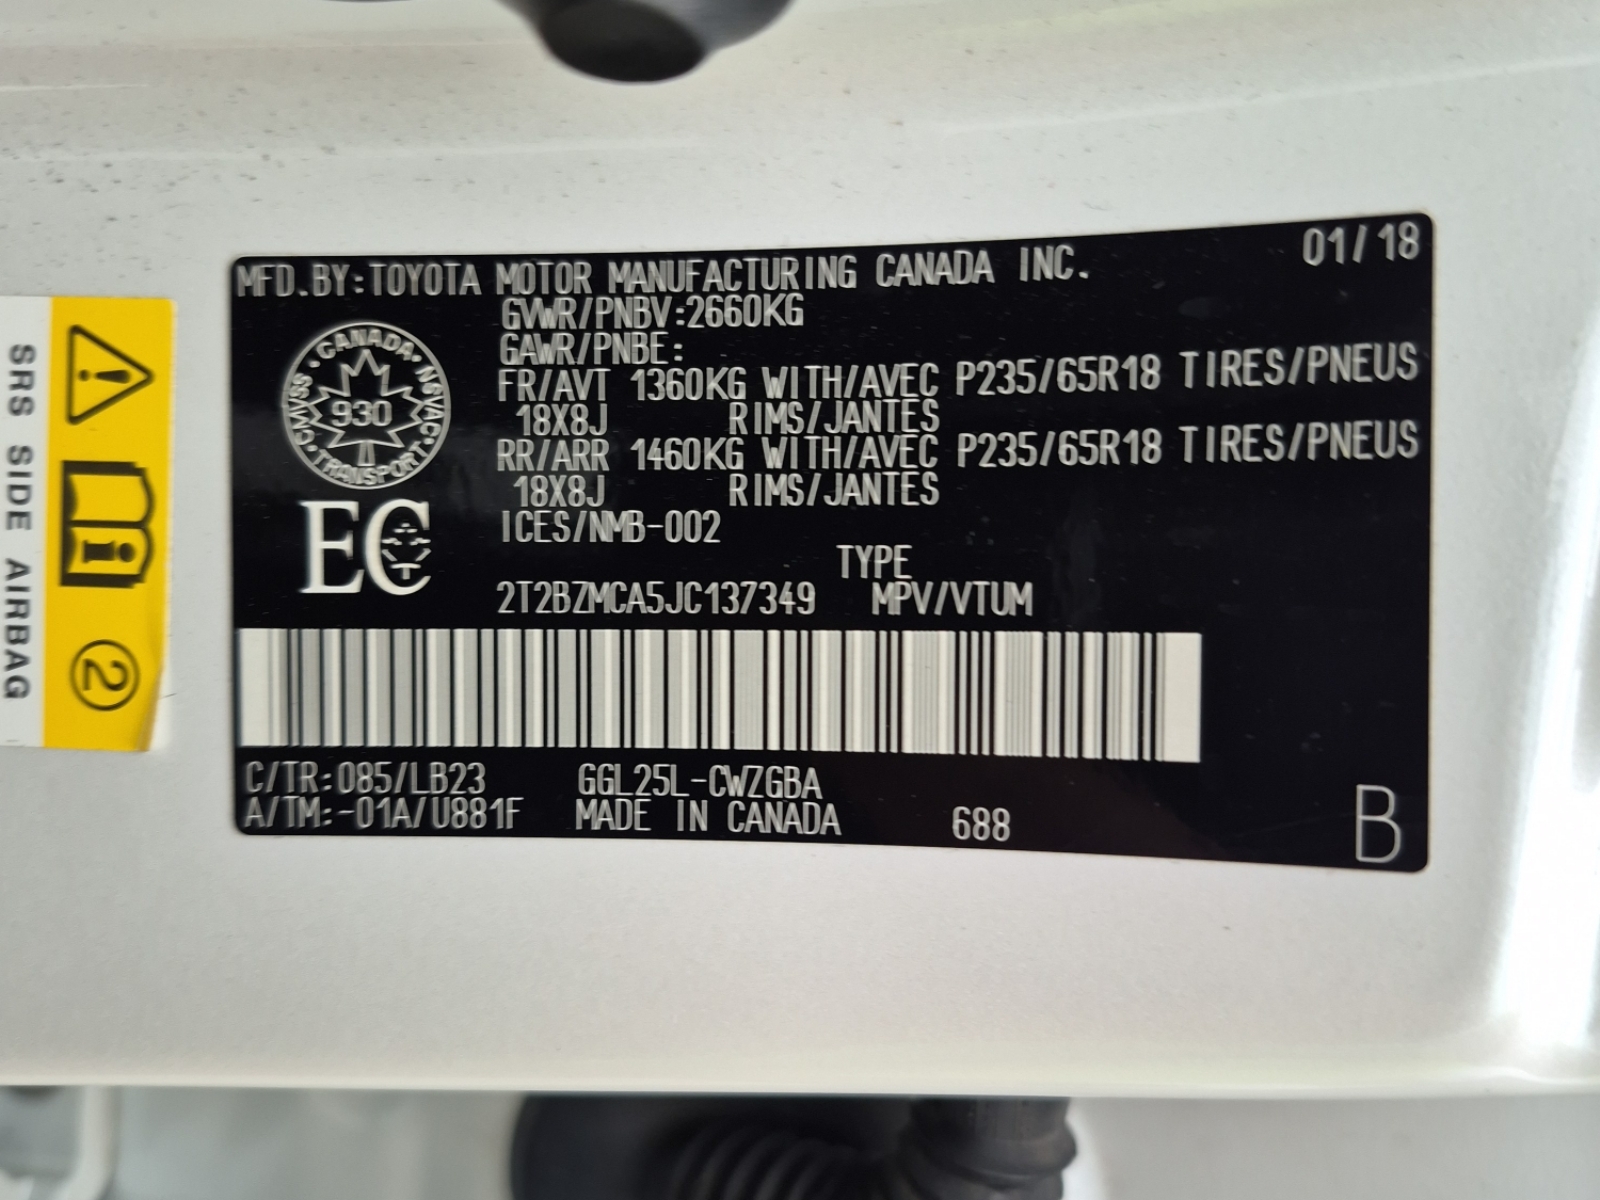 01/18
MFD.BY:TOYOTA MOTOR MANUFACTURING CANADA INC.
GVWR/PNBV:2660KG
GAWR/PNBE:
FR/AVT 1360KG WITH/AVEC P235/65R18 TIRES/PNEUS
18X8J RIMS/JANTES
RR/ARR 1460KG WITH/AVEC P235/65R18 TIRES/PNEUS
18X8J RIMS/JANTES
ICES/NMB-002
TYPE
2T2BZMCA5JC137349 MPV/VTUM
CANADA
CMVSS NSVAC
930
TRANSPORT
EC
C/TR:085/LB23 GGL25L-CWZGBA
A/TM:-01A/U881F MADE IN CANADA 688
B
SRS SIDE AIRBAG
2